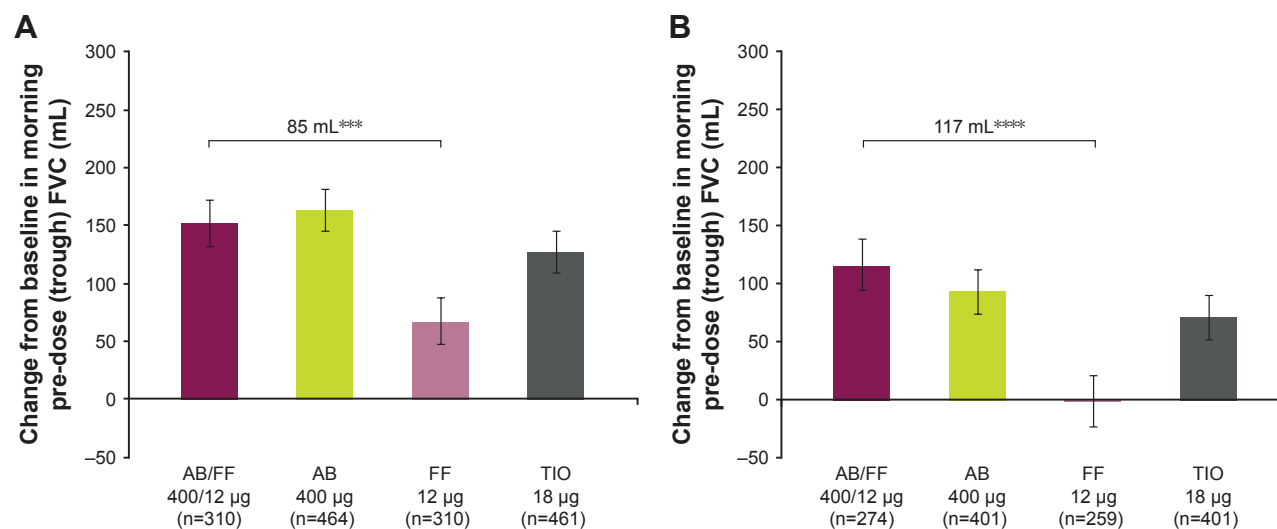 A
Change from baseline in morning
pre-dose (trough) FVC (mL)
300
250
200
150
100
50
0
–50
85 mL***
AB/FF
400/12 µg
(n=310)
AB
400 µg
(n=464)
FF
12 µg
(n=310)
TIO
18 µg
(n=461)
B
Change from baseline in morning
pre-dose (trough) FVC (mL)
300
250
200
150
100
50
0
–50
117 mL****
AB/FF
400/12 µg
(n=274)
AB
400 µg
(n=401)
FF
12 µg
(n=259)
TIO
18 µg
(n=401)